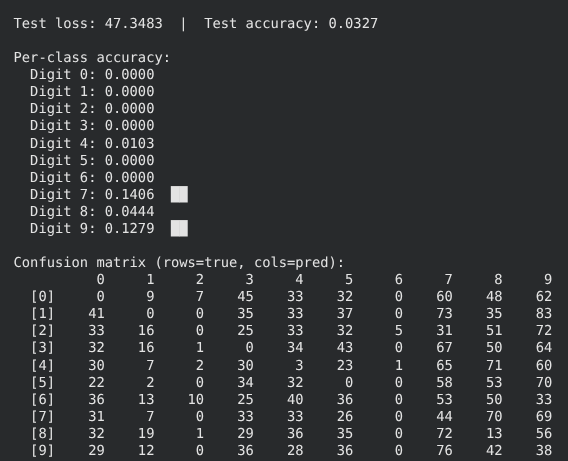 Test loss: 47.3483  |  Test accuracy: 0.0327
Per-class accuracy:
Digit 0: 0.0000
Digit 1: 0.0000
Digit 2: 0.0000
Digit 3: 0.0000
Digit 4: 0.0103
Digit 5: 0.0000
Digit 6: 0.0000
Digit 7: 0.1406 ██
Digit 8: 0.0444
Digit 9: 0.1279 ██
Confusion matrix (rows=true, cols=pred):
0 1 2 3 4 5 6 7 8 9
[0] 0 9 7 45 33 32 0 60 48 62
[1] 41 0 0 35 33 37 0 73 35 83
[2] 33 16 0 25 33 32 5 31 51 72
[3] 32 16 1 0 34 43 0 67 50 64
[4] 30 7 2 30 3 23 1 65 71 60
[5] 22 2 0 34 32 0 0 58 53 70
[6] 36 13 10 25 40 36 0 53 50 33
[7] 31 7 0 33 33 26 0 44 70 69
[8] 32 19 1 29 36 35 0 72 13 56
[9] 29 12 0 36 28 36 0 76 42 38